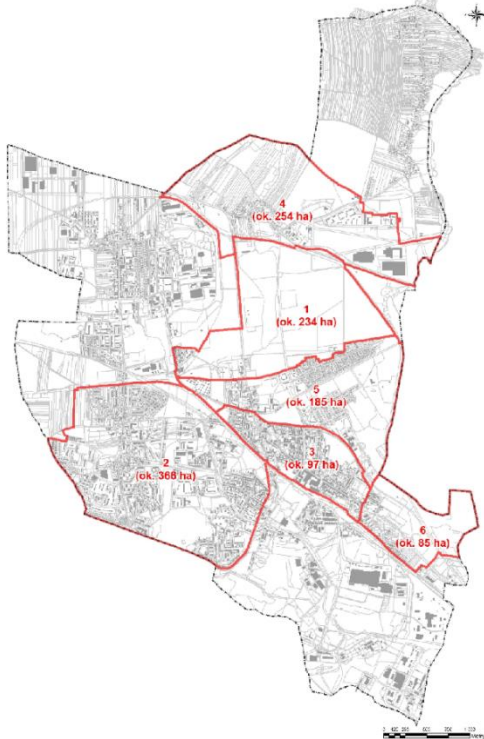 4
(ok. 254 ha)
1
(ok. 234 ha)
5
(ok. 185 ha)
3
(ok. 97 ha)
2
(ok. 368 ha)
6
(ok. 85 ha)